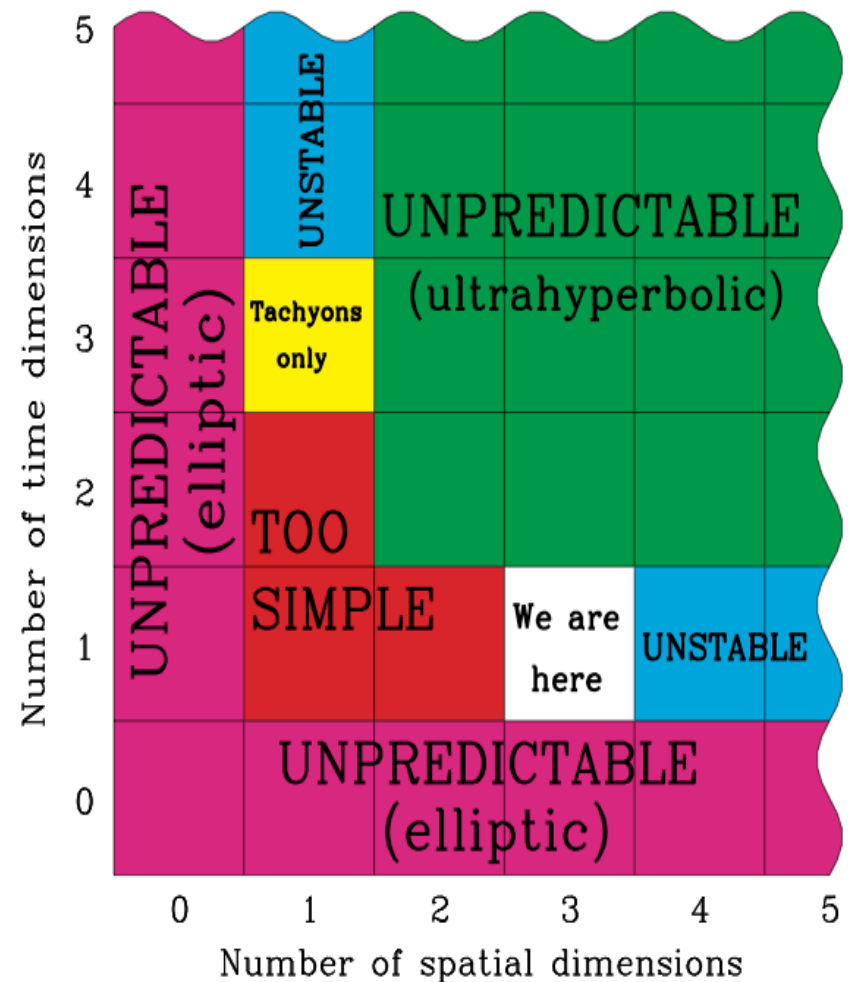 5
UNSTABLE
4
UNPREDICTABLE
(ultrahyperbolic)
Number of time dimensions
UNPREDICTABLE
(elliptic)
3
Tachyons
only
2
TOO
SIMPLE
1
We are
here
UNSTABLE
0
UNPREDICTABLE
(elliptic)
0 1 2 3 4 5
Number of spatial dimensions